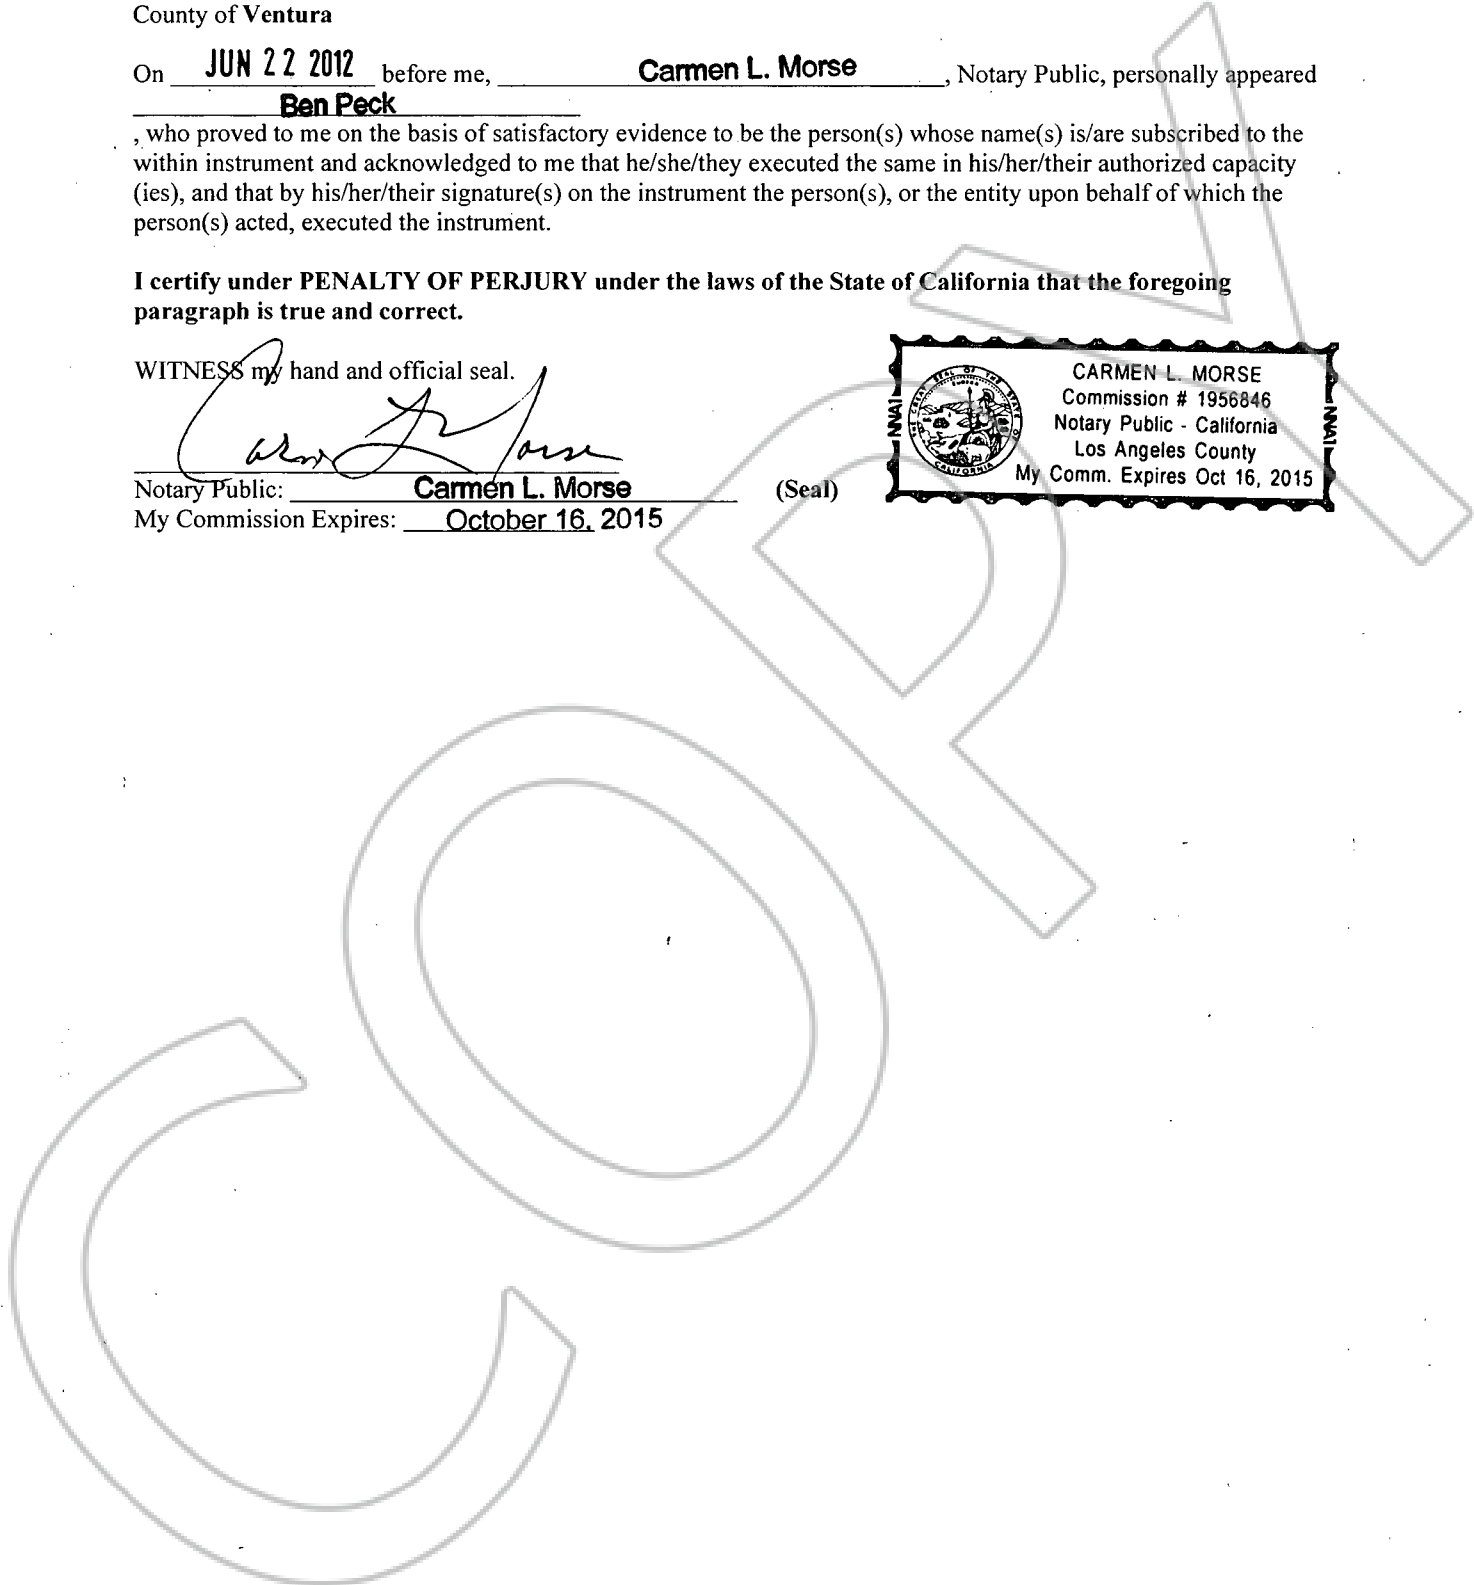 County of Ventura
On JUN 22 2012 before me, Carmen L. Morse, Notary Public, personally appeared
Ben Peck
, who proved to me on the basis of satisfactory evidence to be the person(s) whose name(s) is/are subscribed to the
within instrument and acknowledged to me that he/she/they executed the same in his/her/their authorized capacity
(ies), and that by his/her/their signature(s) on the instrument the person(s), or the entity upon behalf of which the
person(s) acted, executed the instrument.
I certify under PENALTY OF PERJURY under the laws of the State of California that the foregoing
paragraph is true and correct.
WITNESS my hand and official seal.
Carmen L. Morse
Notary Public: Carmen L. Morse (Seal)
My Commission Expires: October 16, 2015
CARMEN L. MORSE
Commission # 1956846
Notary Public - California
Los Angeles County
My Comm. Expires Oct 16, 2015
NNA1
NNA1
COPY